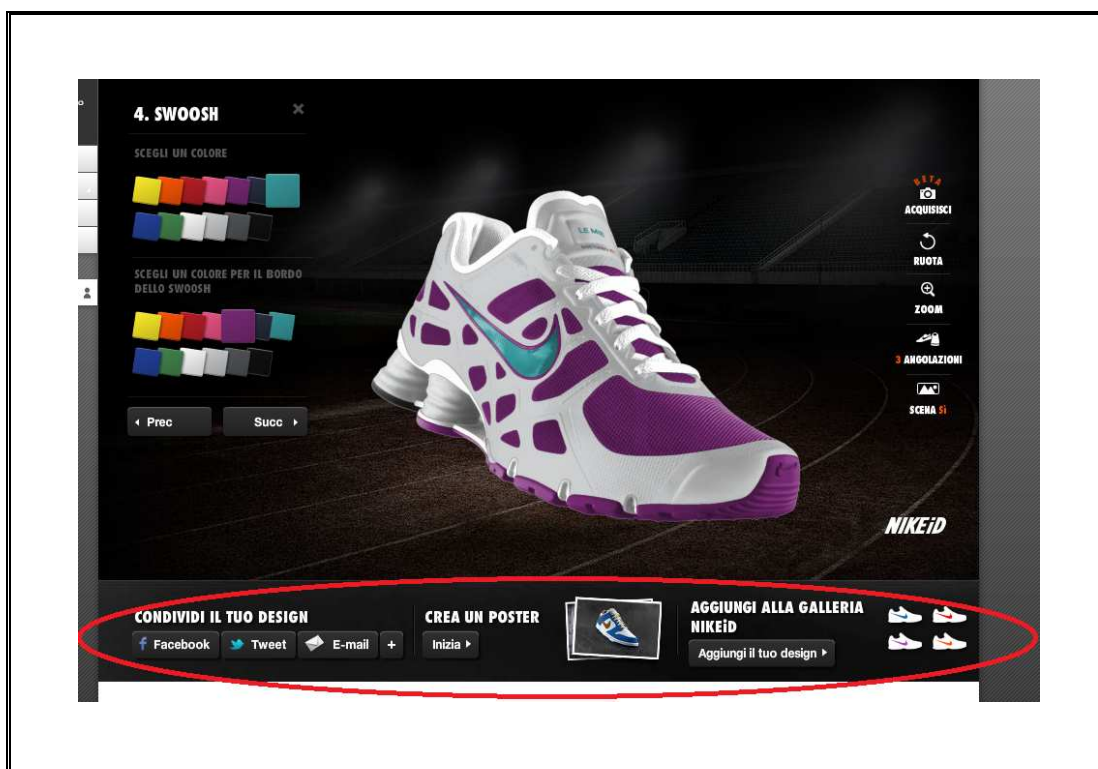 4. SWOOSH
SCEGLI UN COLORE
SCEGLI UN COLORE PER IL BORDO
DELLO SWOOSH
Prec
Succ
LE MIE
BETA
ACQUISISCI
RUOTA
ZOOM
3 ANGOLAZIONI
SCENA Sì
NIKEiD
CONDIVIDI IL TUO DESIGN
Facebook
Tweet
E-mail
+
CREA UN POSTER
Inizia
AGGIUNGI ALLA GALLERIA
NIKEiD
Aggiungi il tuo design